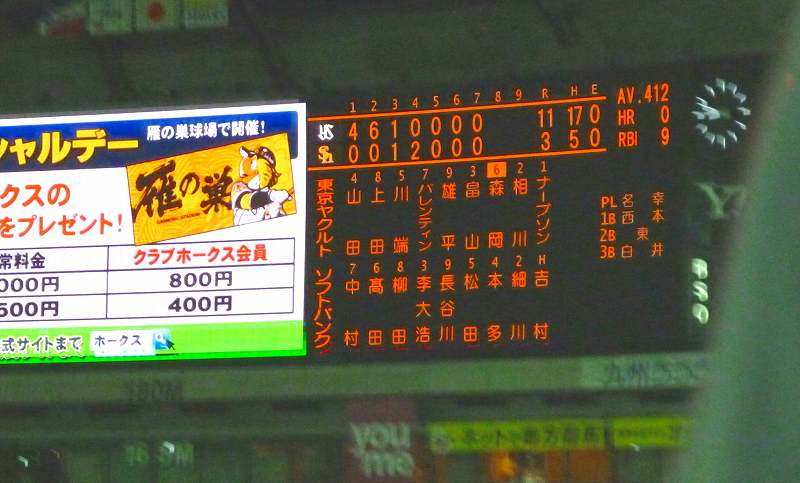 雁の巣球場で開催!
シャルデー
クスの
をプレゼント!
雁の巣
常料金 クラブホークス会員
000円 800円
500円 400円
式サイトまで ホークス
1 2 3 4 5 6 7 8 9 R H E
4 6 1 0 0 0 0 11 17 0
0 0 1 2 0 0 0 3 5 0
AV.412
HR 0
RBI 9
東京ヤクルト
4 山田
8 上田
5 川端
7 バレンティン
9 雄平
3 畠山
6 森岡
2 相川
1 ナーブソン
ソフトバンク
7 中村
6 高田
8 柳田
3 李大浩
9 長谷川
5 松田
4 本多
2 細川
H 吉村
PL 名幸
1B 西本
2B 東
3B 白井
B
S
O
you
me